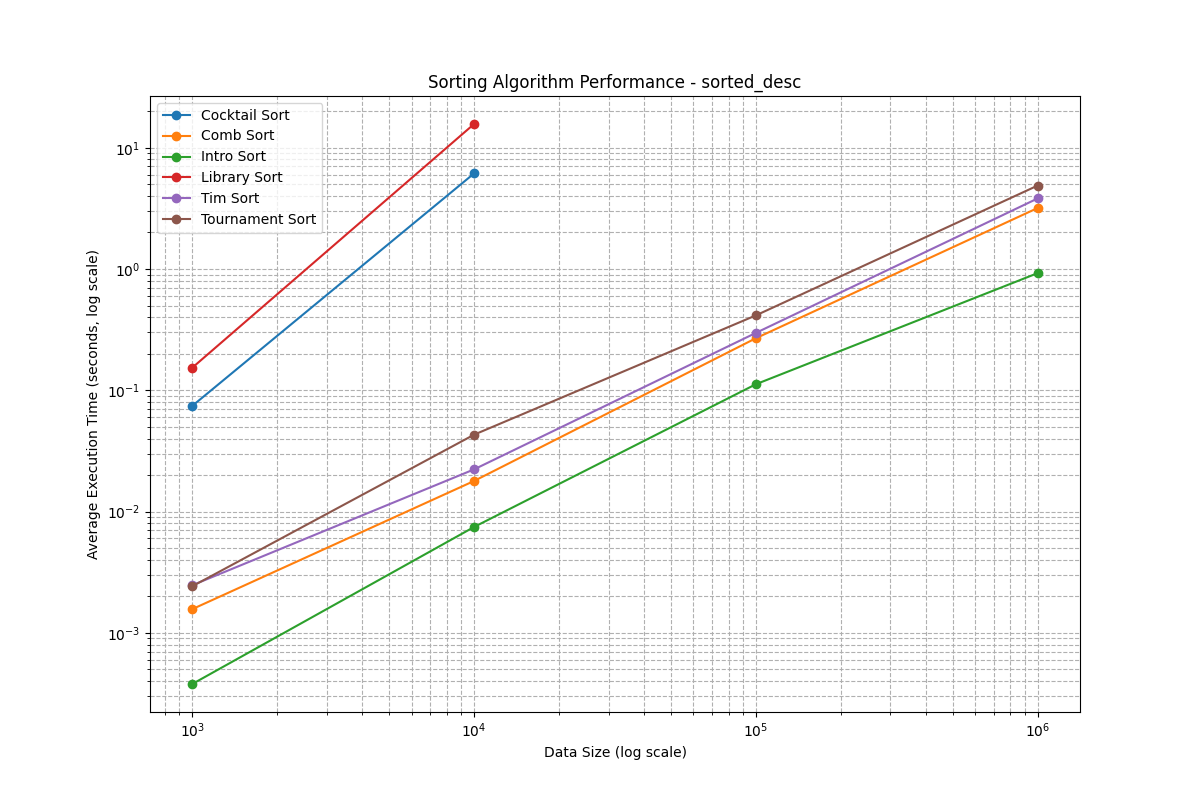 Sorting Algorithm Performance - sorted_desc
Cocktail Sort
Comb Sort
Intro Sort
Library Sort
Tim Sort
Tournament Sort
Average Execution Time (seconds, log scale)
10¹
10⁰
10⁻¹
10⁻²
10⁻³
10³ 10⁴ 10⁵ 10⁶
Data Size (log scale)